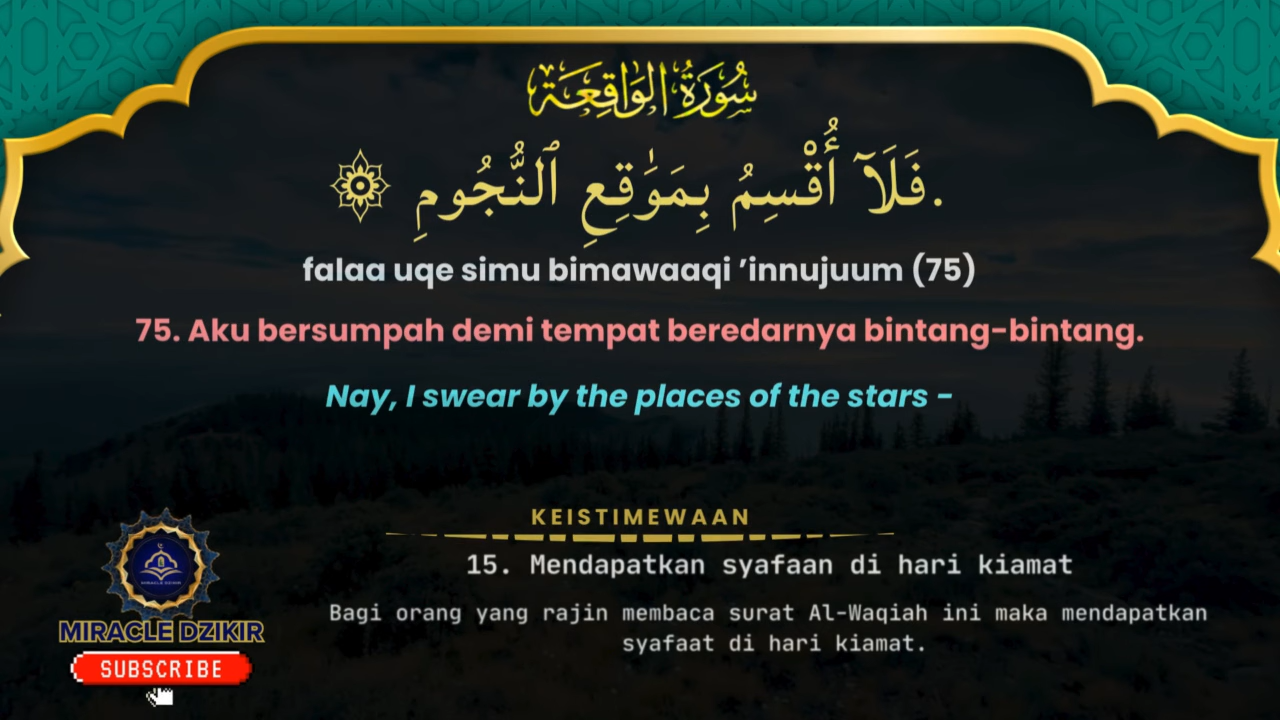 سُورَةُ الوَاقِعَة
.فَلَآ أُقْسِمُ بِمَوَٰقِعِ ٱلنُّجُومِ
falaa uqe simu bimawaaqi ’innujuum (75)
75. Aku bersumpah demi tempat beredarnya bintang-bintang.
Nay, I swear by the places of the stars -
KEISTIMEWAAN
15. Mendapatkan syafaan di hari kiamat
Bagi orang yang rajin membaca surat Al-Waqiah ini maka mendapatkan
syafaat di hari kiamat.
MIRACLE DZIKIR
MIRACLE DZIKIR
SUBSCRIBE